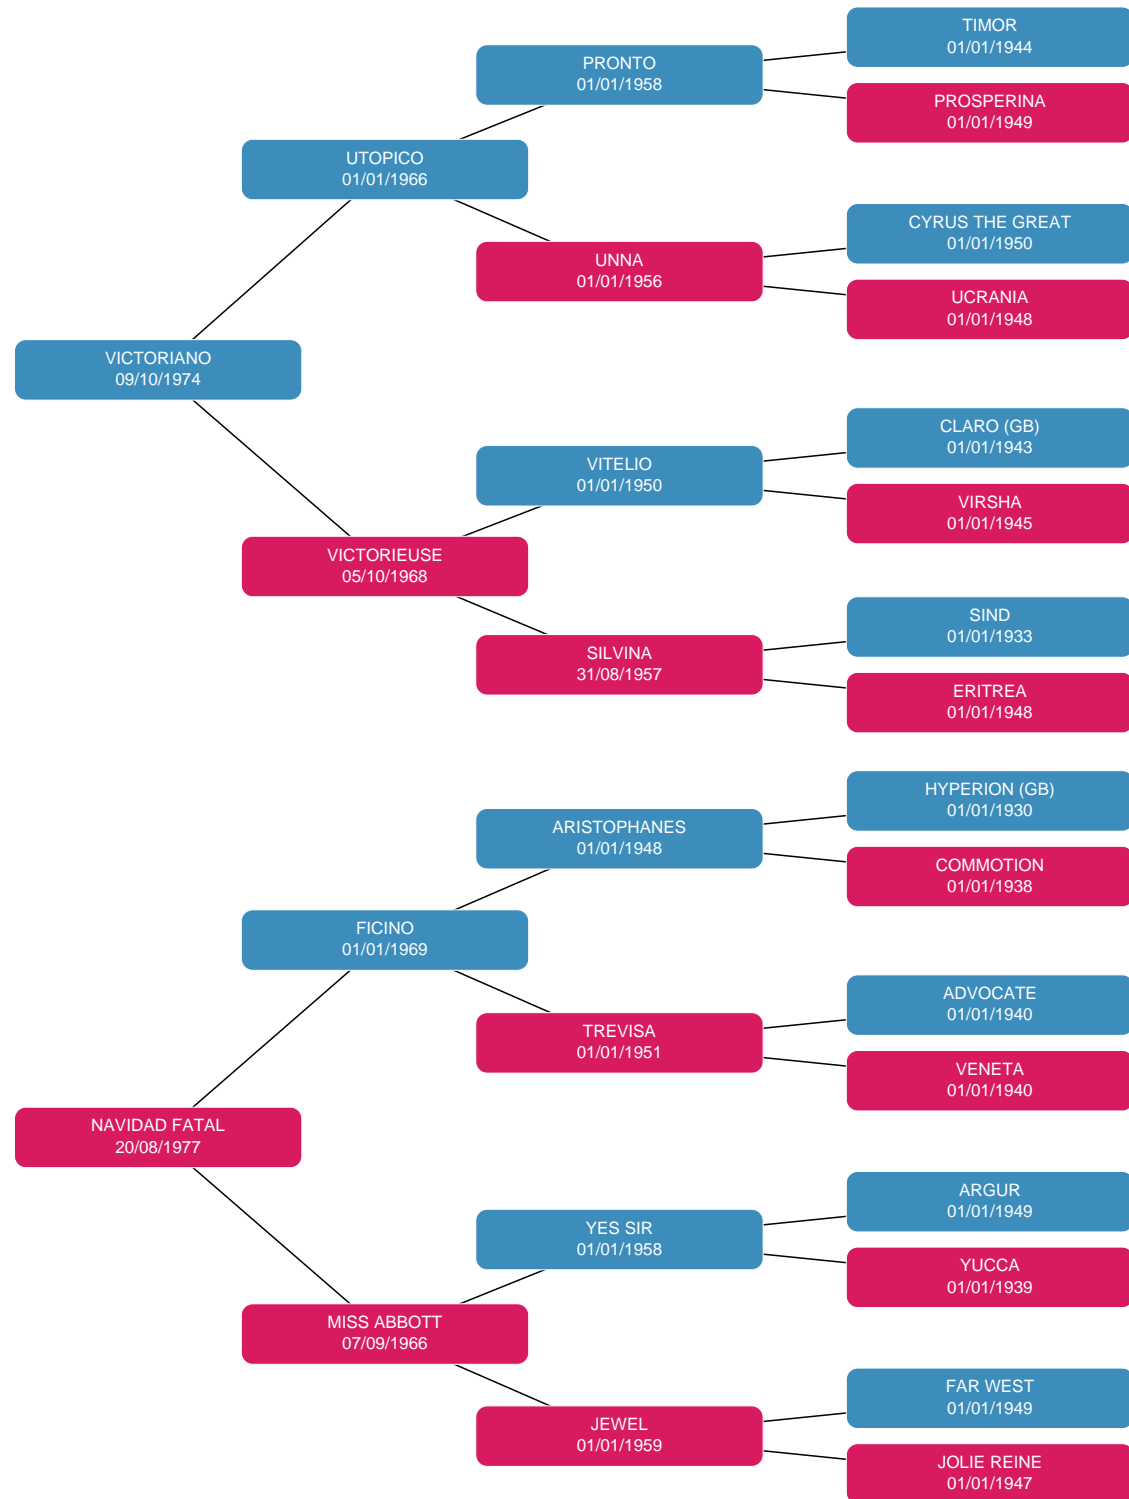 TIMOR
01/01/1944
PRONTO
01/01/1958
PROSPERINA
01/01/1949
UTOPICO
01/01/1966
CYRUS THE GREAT
01/01/1950
UNNA
01/01/1956
UCRANIA
01/01/1948
VICTORIANO
09/10/1974
CLARO (GB)
01/01/1943
VITELIO
01/01/1950
VIRSHA
01/01/1945
VICTORIEUSE
05/10/1968
SIND
01/01/1933
SILVINA
31/08/1957
ERITREA
01/01/1948
HYPERION (GB)
01/01/1930
ARISTOPHANES
01/01/1948
COMMOTION
01/01/1938
FICINO
01/01/1969
ADVOCATE
01/01/1940
TREVISA
01/01/1951
VENETA
01/01/1940
NAVIDAD FATAL
20/08/1977
ARGUR
01/01/1949
YES SIR
01/01/1958
YUCCA
01/01/1939
MISS ABBOTT
07/09/1966
FAR WEST
01/01/1949
JEWEL
01/01/1959
JOLIE REINE
01/01/1947